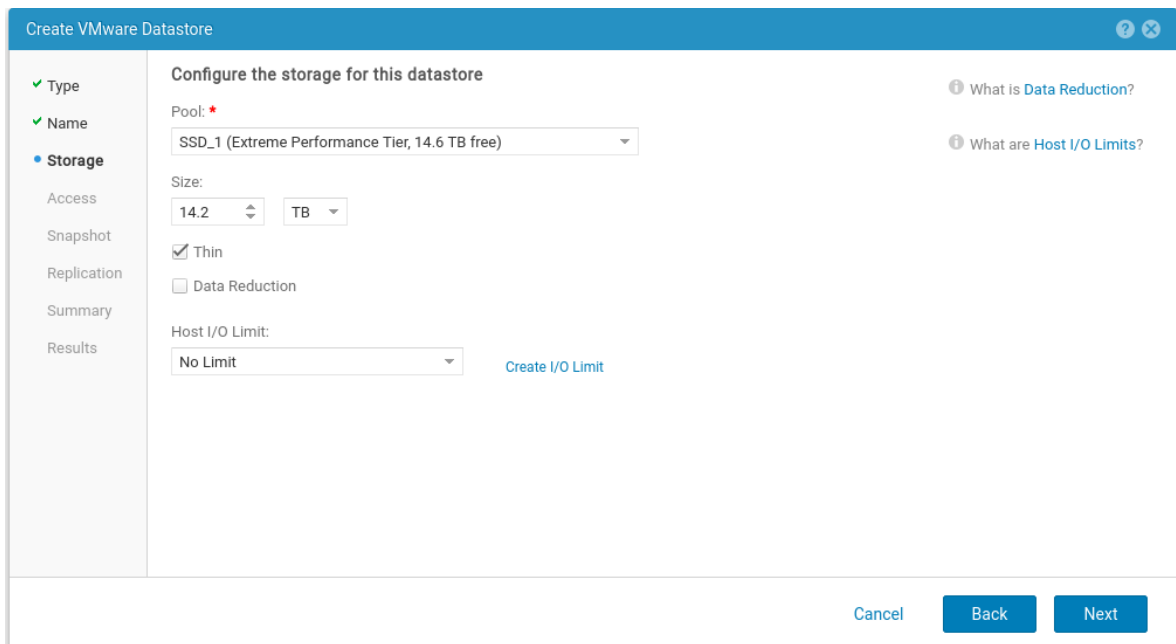 Create VMware Datastore
Type
Name
Storage
Access
Snapshot
Replication
Summary
Results
Configure the storage for this datastore
Pool: *
SSD_1 (Extreme Performance Tier, 14.6 TB free)
Size:
14.2 TB
Thin
Data Reduction
Host I/O Limit:
No Limit Create I/O Limit
What is Data Reduction?
What are Host I/O Limits?
Cancel Back Next